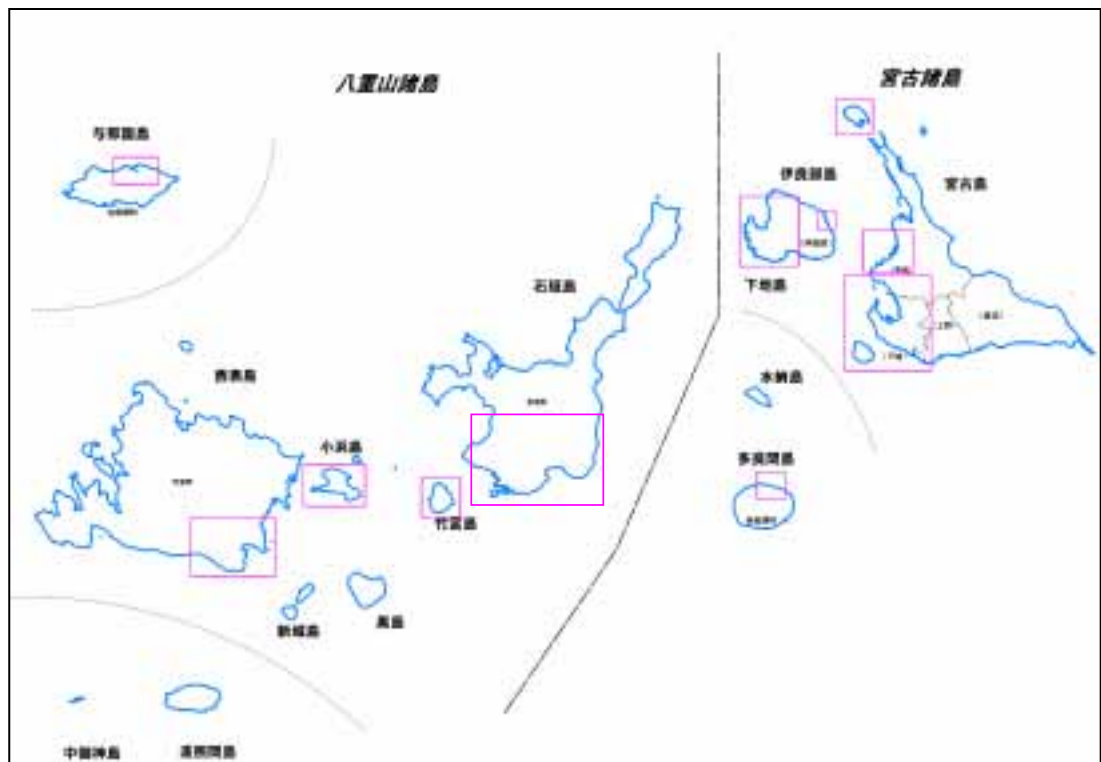 八重山諸島
宮古諸島
与那国島
伊良部島
宮古島
下地島
石垣島
西表島
水納島
小浜島
多良間島
竹富島
新城島
黒島
中御神島
波照間島